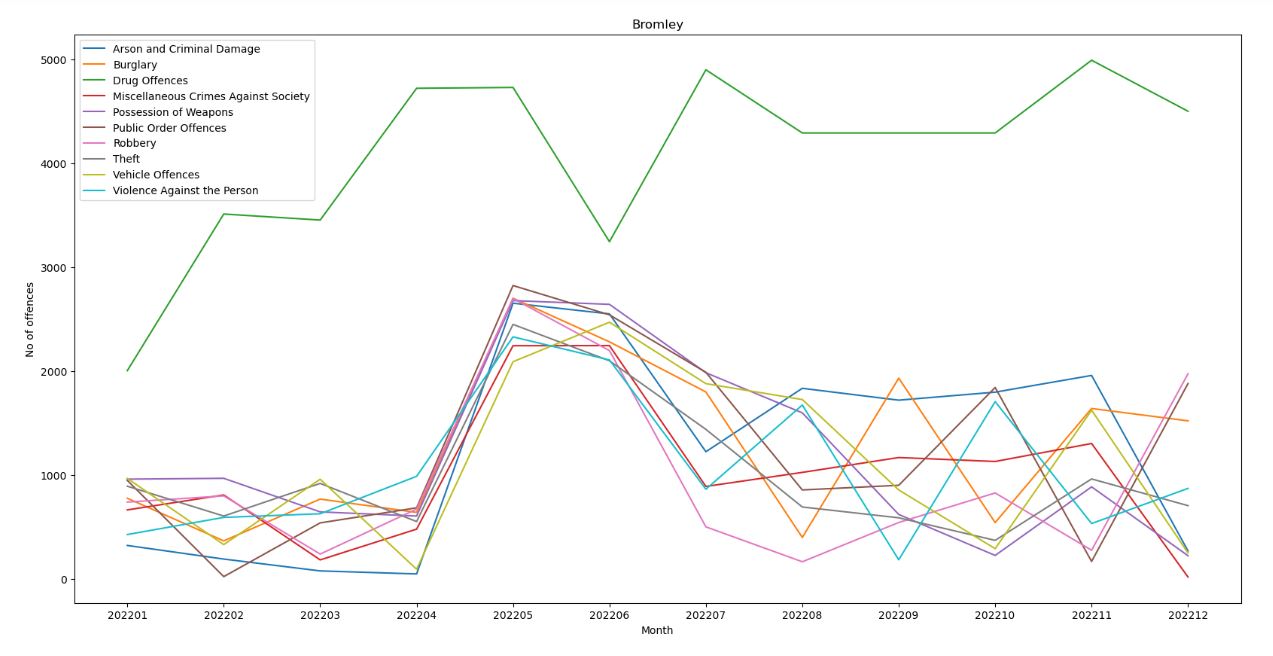 Bromley
Arson and Criminal Damage
Burglary
Drug Offences
Miscellaneous Crimes Against Society
Possession of Weapons
Public Order Offences
Robbery
Theft
Vehicle Offences
Violence Against the Person
No of offences
5000
4000
3000
2000
1000
0
202201 202202 202203 202204 202205 202206 202207 202208 202209 202210 202211 202212
Month